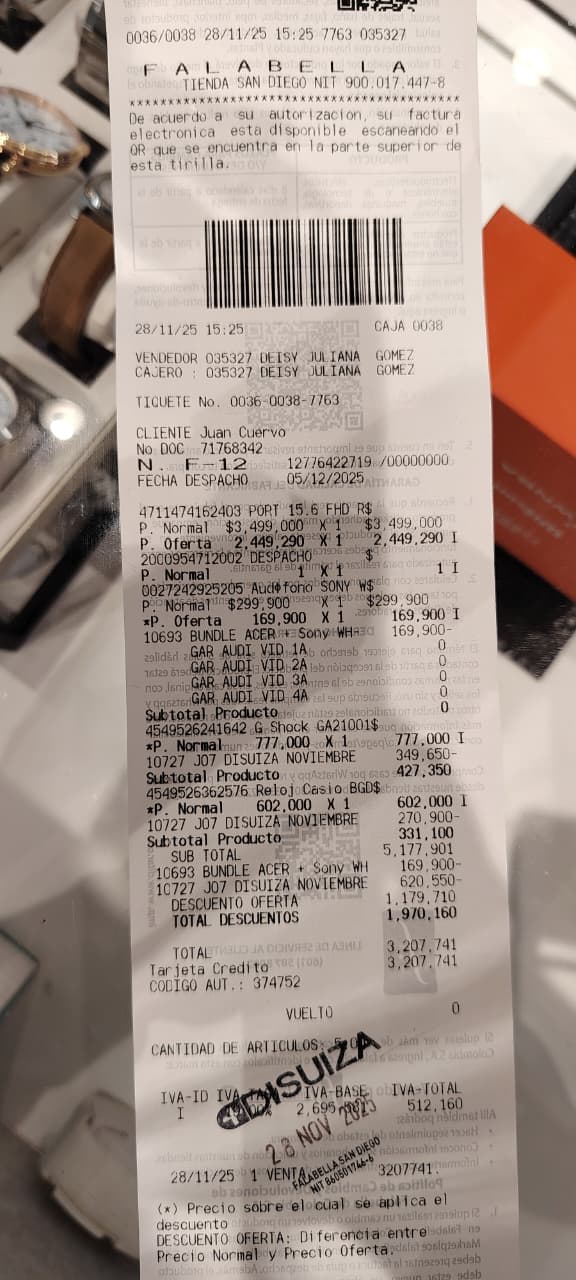 0036/0038 28/11/25 15:25 7763 035327
F A L A B E L L A
TIENDA SAN DIEGO NIT 900.017.447-8
****************************************
De acuerdo a su autorizacion, su factura
electronica esta disponible escaneando el
QR que se encuentra en la parte superior de
esta tirilla.
28/11/25 15:25 CAJA 0038
VENDEDOR 035327 DEISY JULIANA GOMEZ
CAJERO : 035327 DEISY JULIANA GOMEZ
TIQUETE No. 0036-0038-7763
CLIENTE Juan Cuervo
No DOC 71768342
N. F-12 12776422719 /00000000
FECHA DESPACHO 05/12/2025
4711474162403 PORT 15.6 FHD R$
P. Normal $3,499,000 X 1 $3,499,000
P. Oferta 2,449,290 X 1 2,449,290 I
2000954712002 DESPACHO $
P. Normal 1 X 1 1 I
0027242925205 Audífono SONY W$
P. Normal $299,900 X 1 $299,900
*P. Oferta 169,900 X 1 169,900 I
10693 BUNDLE ACER + Sony WH 169,900-
GAR AUDI VID 1A 0
GAR AUDI VID 2A 0
GAR AUDI VID 3A 0
GAR AUDI VID 4A 0
Subtotal Producto 0
4549526241642 G Shock GA21001$
*P. Normal 777,000 X 1 777,000 I
10727 J07 DISUIZA NOVIEMBRE 349,650-
Subtotal Producto 427,350
4549526362576 Reloj Casio BGD$
*P. Normal 602,000 X 1 602,000 I
10727 J07 DISUIZA NOVIEMBRE 270,900-
Subtotal Producto 331,100
SUB TOTAL 5,177,901
10693 BUNDLE ACER + Sony WH 169,900-
10727 J07 DISUIZA NOVIEMBRE 620,550-
DESCUENTO OFERTA 1,179,710
TOTAL DESCUENTOS 1,970,160
TOTAL 3,207,741
Tarjeta Credito 3,207,741
CODIGO AUT.: 374752
VUELTO 0
CANTIDAD DE ARTICULOS:
DISUIZA
IVA-ID IVA IVA-BASE IVA-TOTAL
I 512,160
28 NOV 2025
FALABELLA SAN DIEGO
NIT 860501746-6
28/11/25 1 VENTA 3207741.
(*) Precio sobre el cual se aplica el
descuento
DESCUENTO OFERTA: Diferencia entre
Precio Normal y Precio Oferta.